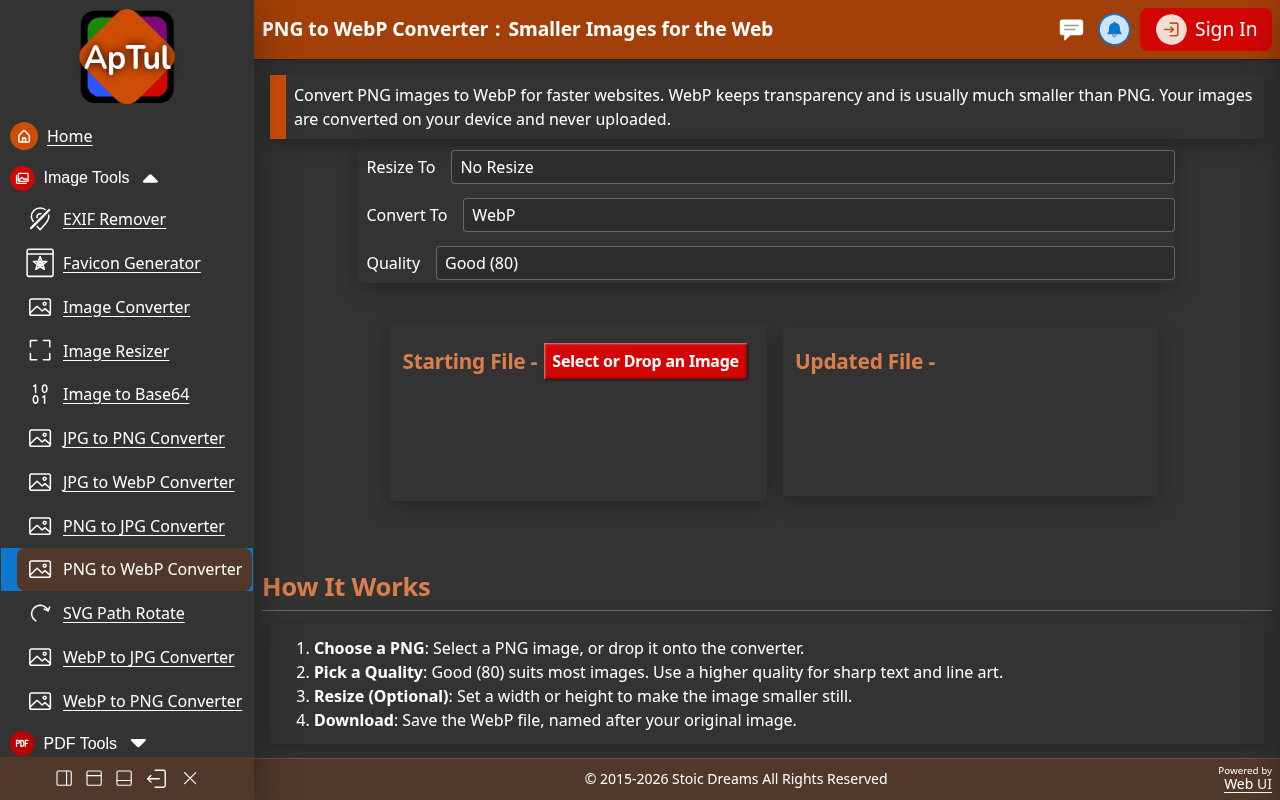 ApTul
Home
Image Tools
EXIF Remover
Favicon Generator
Image Converter
Image Resizer
Image to Base64
JPG to PNG Converter
JPG to WebP Converter
PNG to JPG Converter
PNG to WebP Converter
SVG Path Rotate
WebP to JPG Converter
WebP to PNG Converter
PDF
PDF Tools
PNG to WebP Converter : Smaller Images for the Web
Sign In
Convert PNG images to WebP for faster websites. WebP keeps transparency and is usually much smaller than PNG. Your images
are converted on your device and never uploaded.
Resize To No Resize
Convert To WebP
Quality Good (80)
Starting File - Select or Drop an Image
Updated File -
How It Works
1. Choose a PNG: Select a PNG image, or drop it onto the converter.
2. Pick a Quality: Good (80) suits most images. Use a higher quality for sharp text and line art.
3. Resize (Optional): Set a width or height to make the image smaller still.
4. Download: Save the WebP file, named after your original image.
© 2015-2026 Stoic Dreams All Rights Reserved
Powered by
Web UI